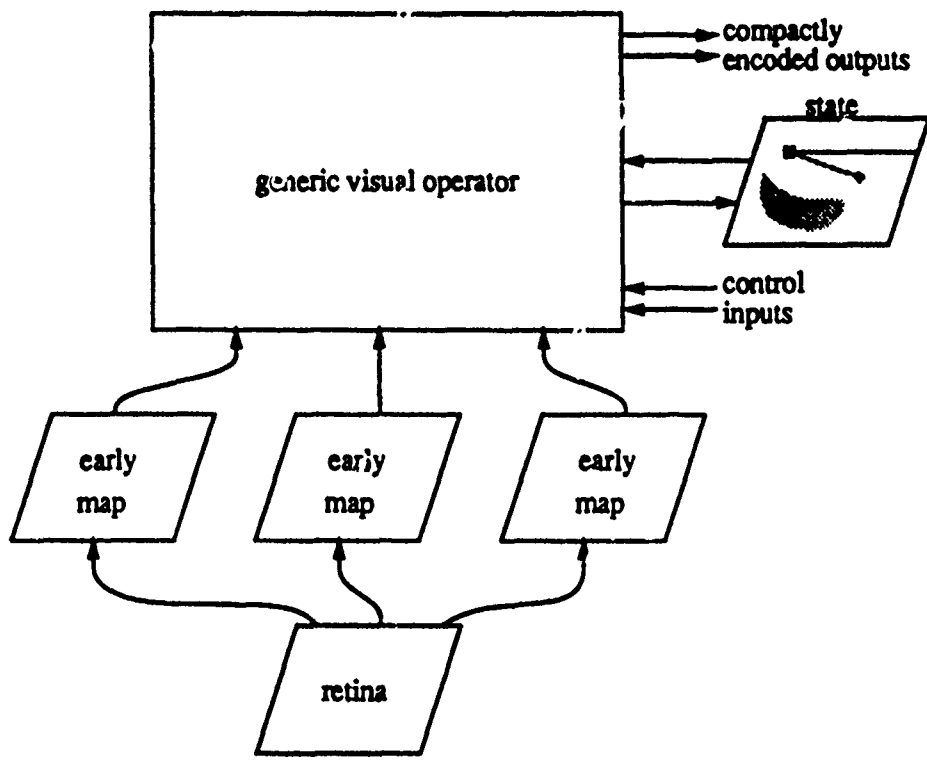 compactly
encoded outputs
state
generic visual operator
control
inputs
early
map
early
map
early
map
retina